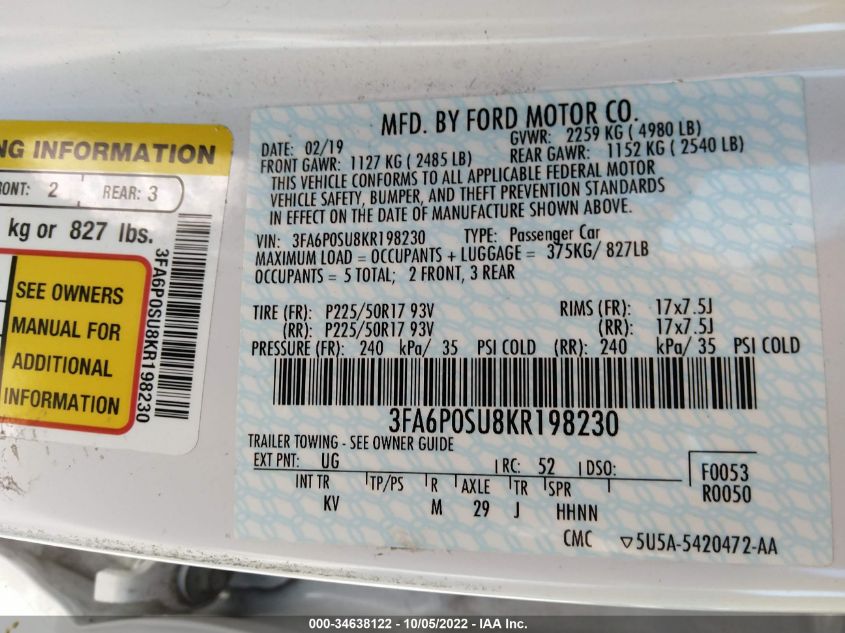 NG INFORMATION
RONT: 2 REAR: 3
kg or 827 lbs.
SEE OWNERS
MANUAL FOR
ADDITIONAL
INFORMATION
3FA6P0SU8KR198230
MFD. BY FORD MOTOR CO.
DATE: 02/19 GVWR: 2259 KG ( 4980 LB)
FRONT GAWR: 1127 KG ( 2485 LB) REAR GAWR: 1152 KG ( 2540 LB)
THIS VEHICLE CONFORMS TO ALL APPLICABLE FEDERAL MOTOR
VEHICLE SAFETY, BUMPER, AND THEFT PREVENTION STANDARDS
IN EFFECT ON THE DATE OF MANUFACTURE SHOWN ABOVE.
VIN: 3FA6P0SU8KR198230 TYPE: Passenger Car
MAXIMUM LOAD = OCCUPANTS + LUGGAGE = 375KG/ 827LB
OCCUPANTS = 5 TOTAL; 2 FRONT, 3 REAR
TIRE (FR): P225/50R17 93V RIMS (FR): 17x7.5J
(RR): P225/50R17 93V (RR): 17x7.5J
PRESSURE (FR): 240 kPa/ 35 PSI COLD (RR): 240 kPa/ 35 PSI COLD
3FA6P0SU8KR198230
TRAILER TOWING - SEE OWNER GUIDE
EXT PNT: UG RC: 52 DSO: F0053
R0050
INT TR TP/PS R AXLE TR SPR
KV M 29 J HHNN
CMC ▽5U5A-5420472-AA
000-34638122 - 10/05/2022 - IAA Inc.